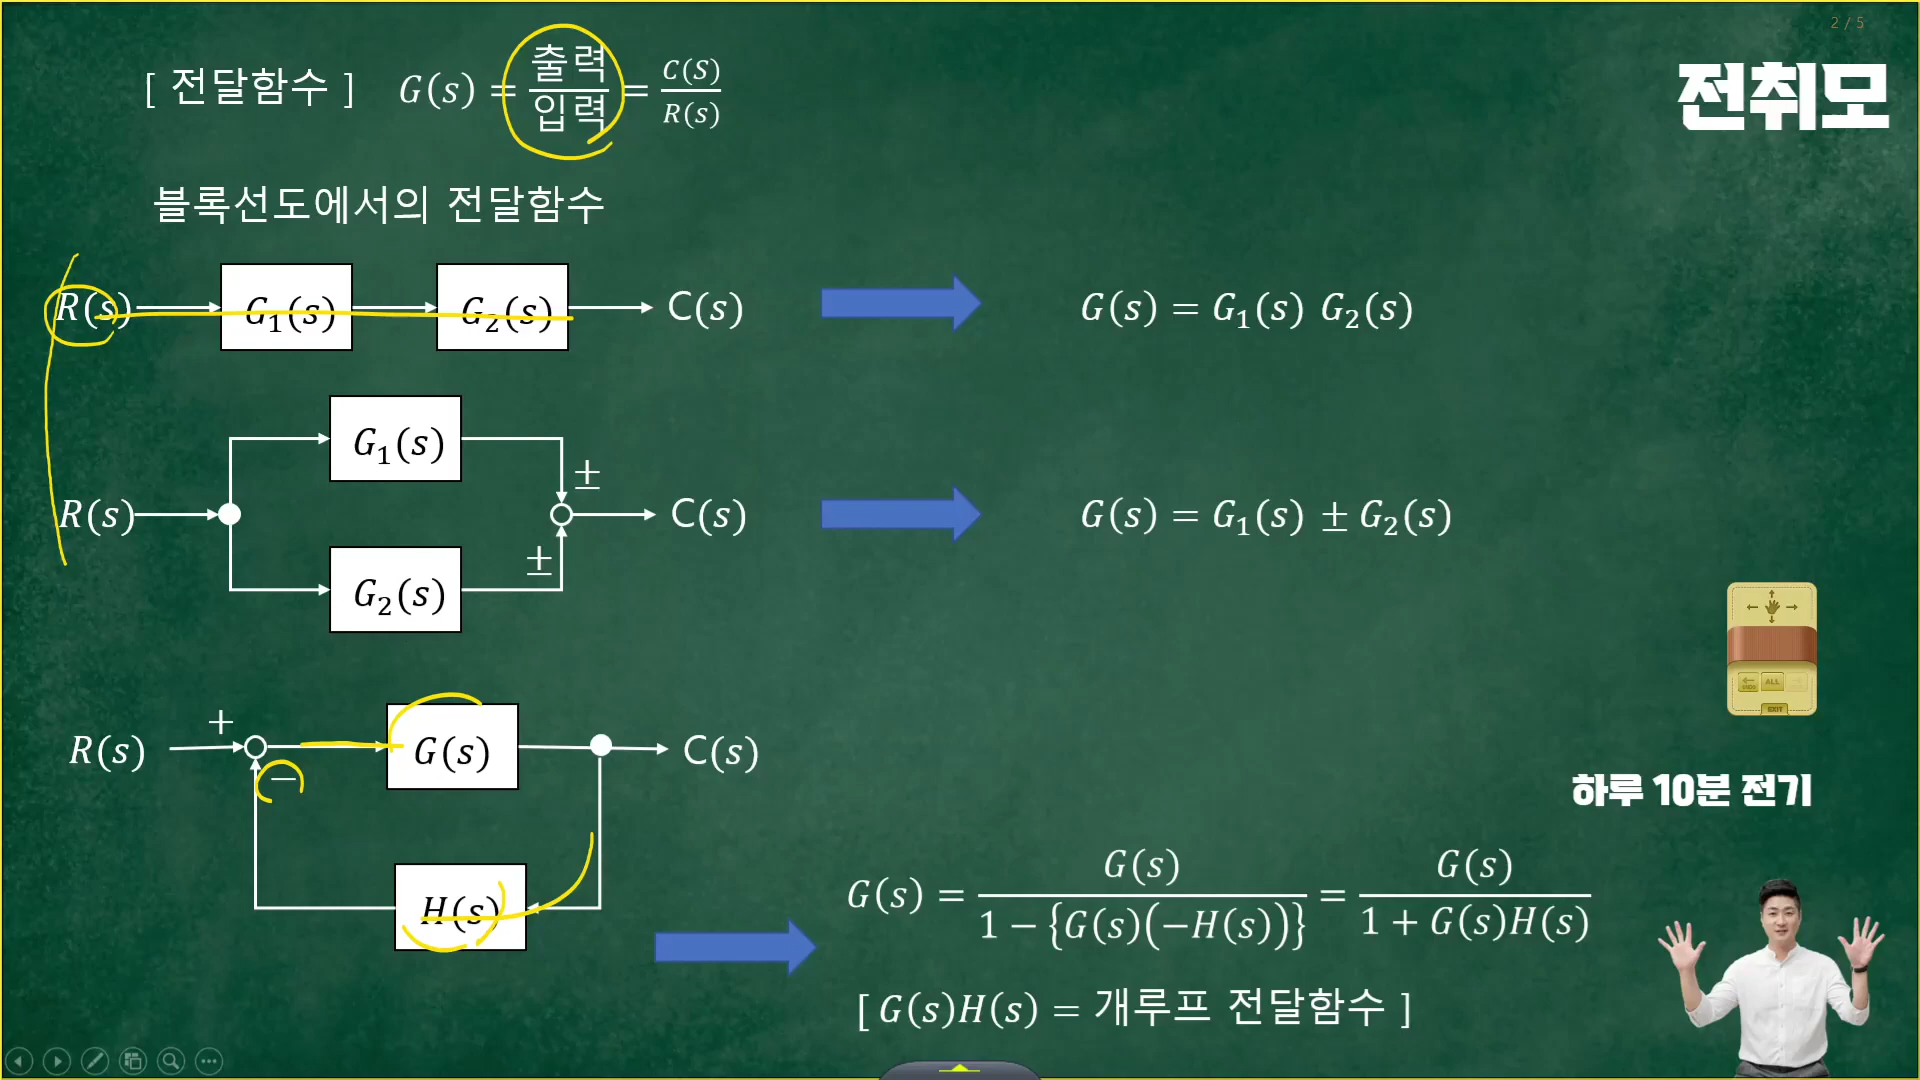 2 / 5
[ 전달함수 ] G(s) = 출력/입력 = C(S)/R(s)
전취모
블록선도에서의 전달함수
R(s) G₁(s) G₂(s) C(s) G(s) = G₁(s) G₂(s)
G₁(s)
±
R(s) C(s) G(s) = G₁(s) ± G₂(s)
±
G₂(s)
ALL
EXIT
+
R(s) G(s) C(s)
−
하루 10분 전기
H(s)
G(s) = G(s)/1 − {G(s)(−H(s))} = G(s)/1 + G(s)H(s)
[ G(s)H(s) = 개루프 전달함수 ]